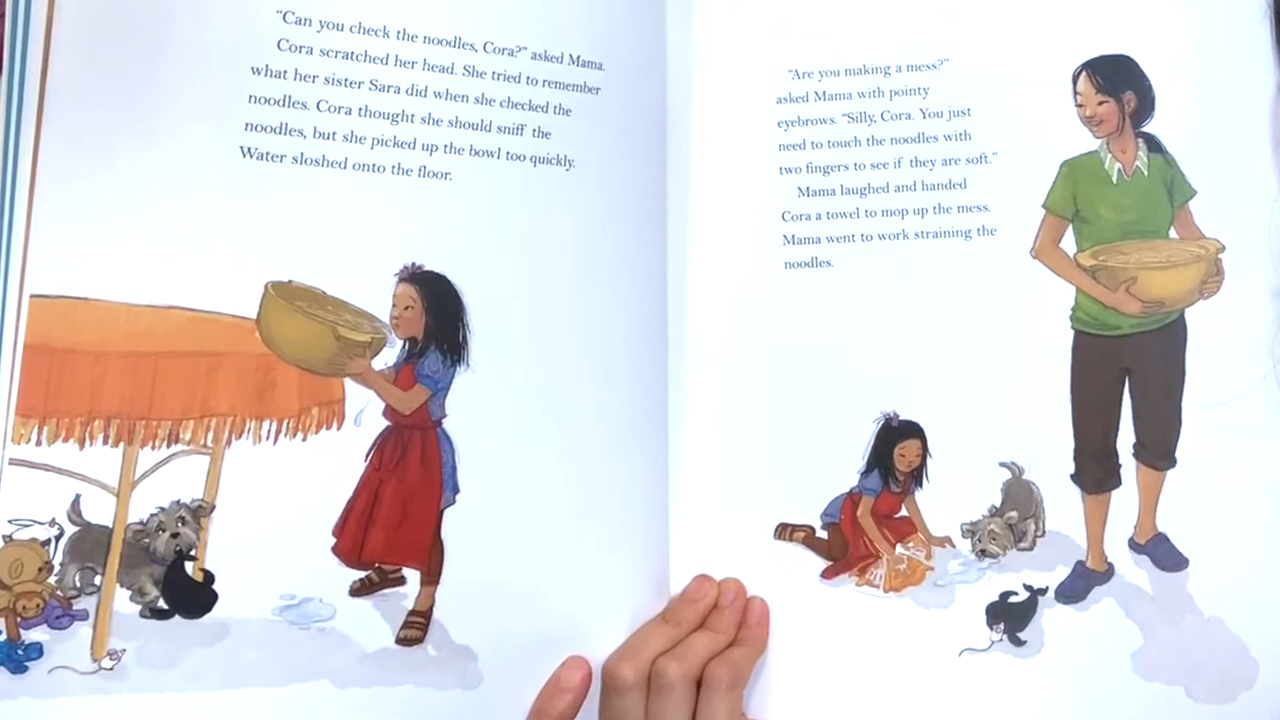 “Can you check the noodles, Cora?” asked Mama.
Cora scratched her head. She tried to remember
what her sister Sara did when she checked the
noodles. Cora thought she should sniff the
noodles, but she picked up the bowl too quickly.
Water sloshed onto the floor.
“Are you making a mess?”
asked Mama with pointy
eyebrows. “Silly, Cora. You just
need to touch the noodles with
two fingers to see if they are soft.”
Mama laughed and handed
Cora a towel to mop up the mess.
Mama went to work straining the
noodles.